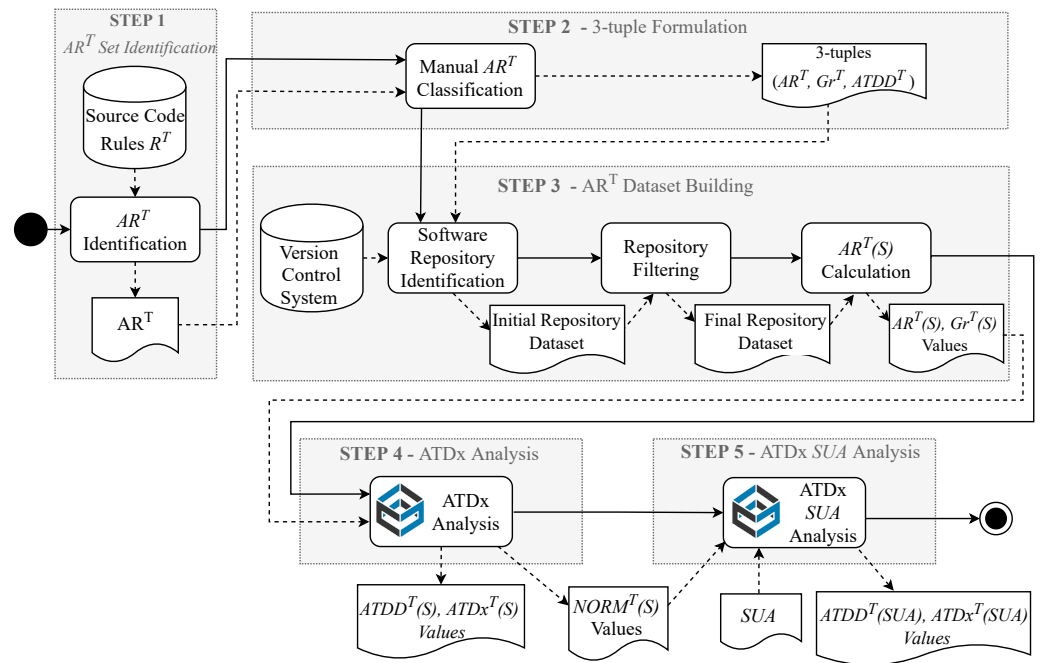 STEP 1
AR^T Set Identification
Source Code
Rules R^T
AR^T
Identification
AR^T
STEP 2 - 3-tuple Formulation
Manual AR^T
Classification
3-tuples
(AR^T, Gr^T, ATDD^T)
STEP 3 - AR^T Dataset Building
Version
Control
System
Software
Repository
Identification
Repository
Filtering
AR^T(S)
Calculation
Initial Repository
Dataset
Final Repository
Dataset
AR^T(S), Gr^T(S)
Values
STEP 4 - ATDx Analysis
ATDx
Analysis
ATDD^T(S), ATDx^T(S)
Values
NORM^T(S)
Values
STEP 5 - ATDx SUA Analysis
ATDx
SUA
Analysis
SUA
ATDD^T(SUA), ATDx^T(SUA)
Values